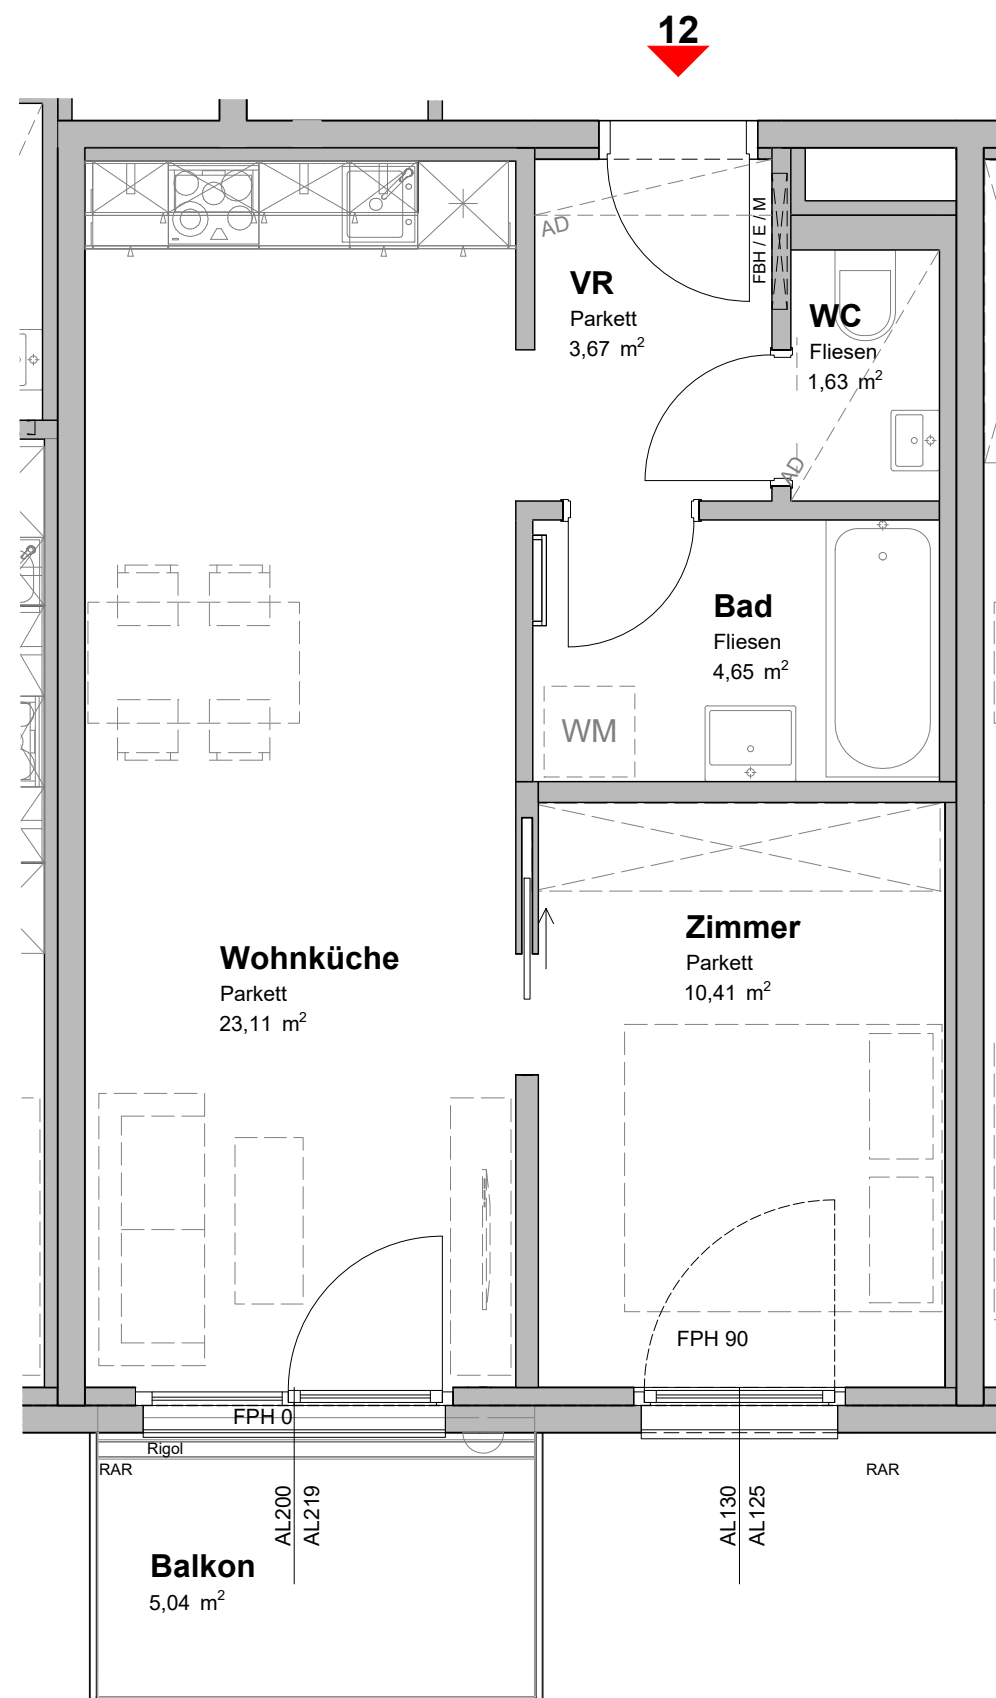 12
AD
FBH / E / M
VR
Parkett
3,67 m²
WC
Fliesen
1,63 m²
AD
Bad
Fliesen
4,65 m²
WM
Wohnküche
Parkett
23,11 m²
Zimmer
Parkett
10,41 m²
FPH 90
FPH 0
Rigol
RAR
RAR
AL200
AL219
AL130
AL125
Balkon
5,04 m²